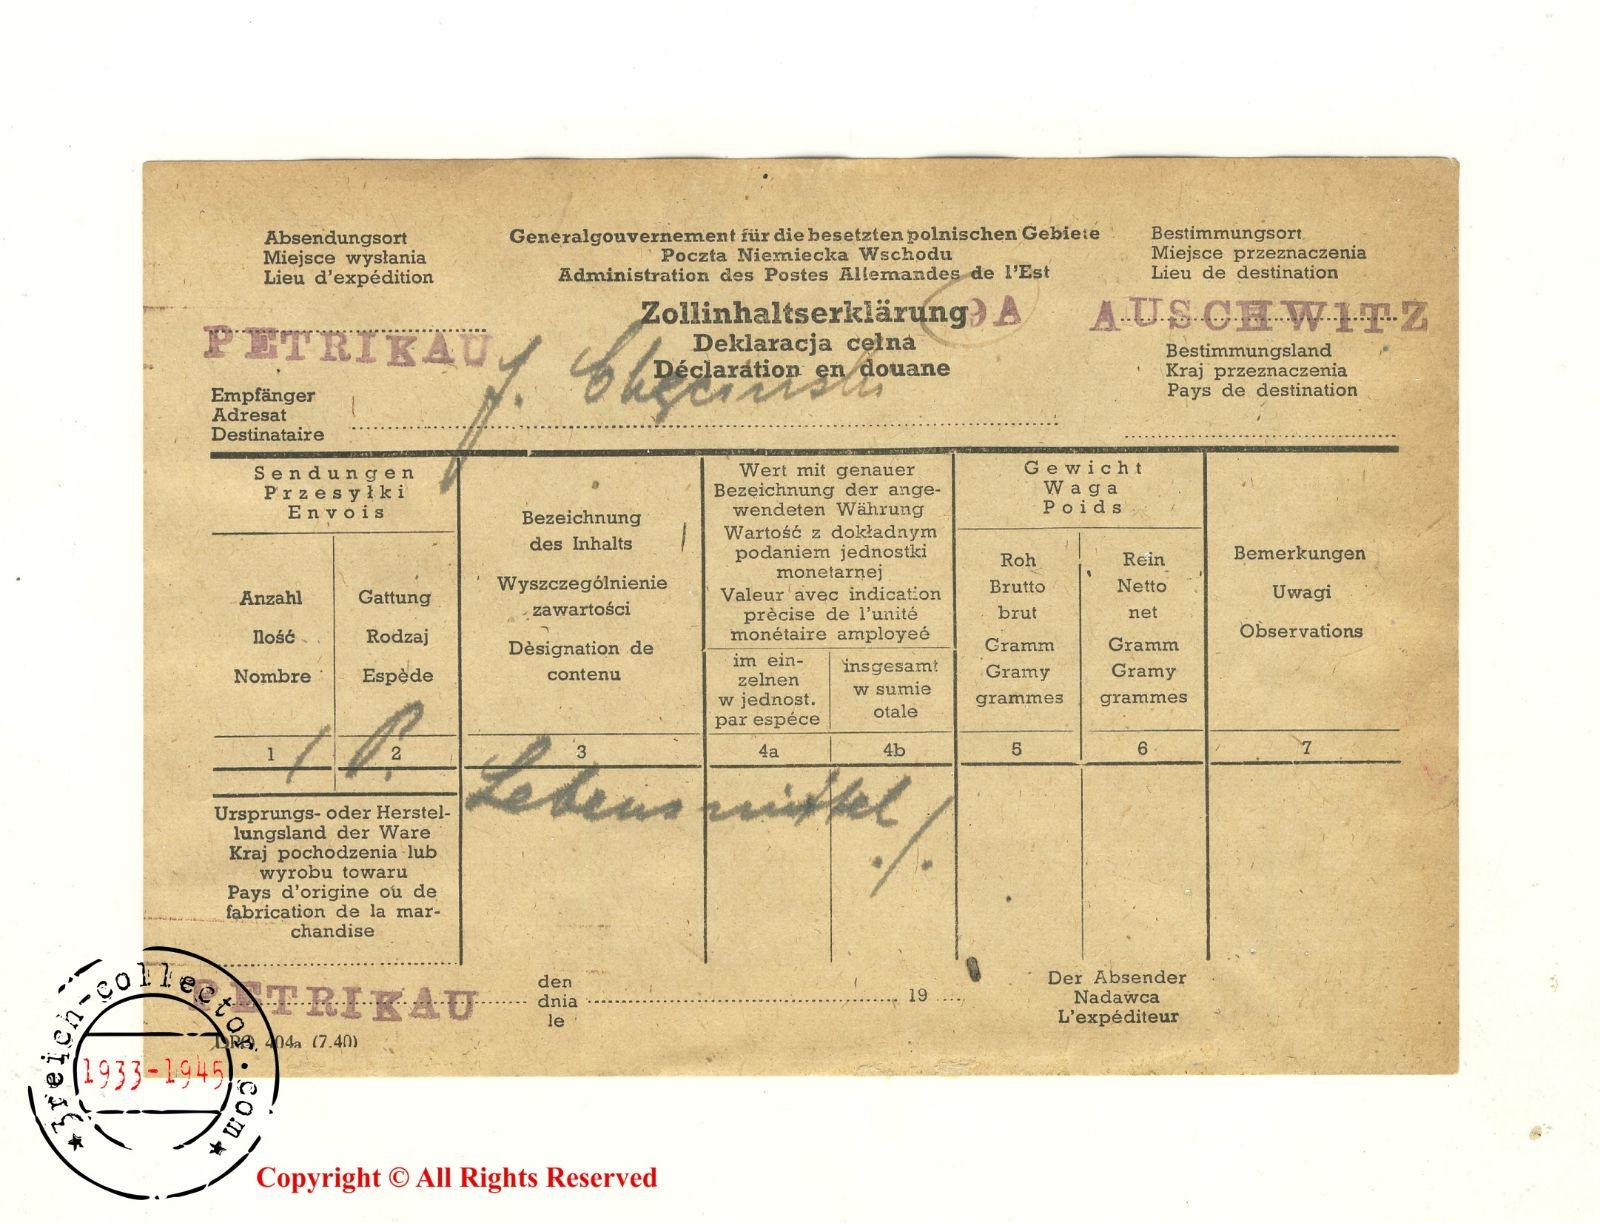 Absendungsort
Miejsce wysłania
Lieu d'expédition
PETRIKAU
Generalgouvernement für die besetzten polnischen Gebiete
Poczta Niemiecka Wschodu
Administration des Postes Allemandes de l'Est
Zollinhaltserklärung
9A
Deklaracja celna
Déclaration en douane
Bestimmungsort
Miejsce przeznaczenia
Lieu de destination
AUSCHWITZ
Bestimmungsland
Kraj przeznaczenia
Pays de destination
Empfänger
Adresat
Destinataire
J. Chęcinski
Sendungen
Przesyłki
Envois
Anzahl
Ilość
Nombre
Gattung
Rodzaj
Espède
Bezeichnung
des Inhalts
Wyszczególnienie
zawartości
Dèsignation de
contenu
Wert mit genauer
Bezeichnung der ange-
wendeten Währung
Wartość z dokładnym
podaniem jednostki
monetarnej
Valeur avec indication
prècise de l'unité
monétaire amployeé
im ein-
zelnen
w jednost.
par espéce
insgesamt
w sumie
otale
Gewicht
Waga
Poids
Roh
Brutto
brut
Gramm
Gramy
grammes
Rein
Netto
net
Gramm
Gramy
grammes
Bemerkungen
Uwagi
Observations
1 2 3 4a 4b 5 6 7
1 P.
Lebensmittel
./.
Ursprungs- oder Herstel-
lungsland der Ware
Kraj pochodzenia lub
wyrobu towaru
Pays d'origine ou de
fabrication de la mar-
chandise
PETRIKAU
den
dnia
le
19
Der Absender
Nadawca
L'expéditeur
404a (7.40)
3reich-collector.com
1933-1945
Copyright © All Rights Reserved